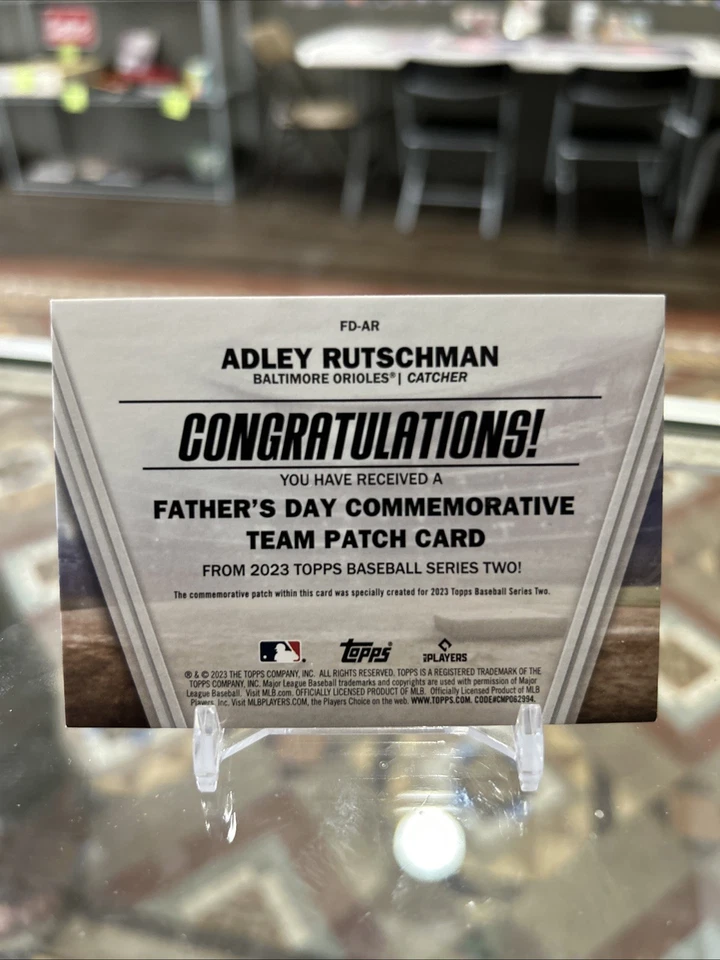 FD-AR
ADLEY RUTSCHMAN
BALTIMORE ORIOLES® | CATCHER
CONGRATULATIONS!
YOU HAVE RECEIVED A
FATHER'S DAY COMMEMORATIVE
TEAM PATCH CARD
FROM 2023 TOPPS BASEBALL SERIES TWO!
The commemorative patch within this card was specially created for 2023 Topps Baseball Series Two.
topps PLAYERS
® & © 2023 THE TOPPS COMPANY, INC. ALL RIGHTS RESERVED. TOPPS IS A REGISTERED TRADEMARK OF THE
TOPPS COMPANY, INC. Major League Baseball trademarks and copyrights are used with permission of Major
League Baseball. Visit MLB.com. OFFICIALLY LICENSED PRODUCT OF MLB. Officially Licensed Product of MLB
Players, Inc. Visit MLBPLAYERS.COM, the Players Choice on the web. WWW.TOPPS.COM. CODE#CMP062994.